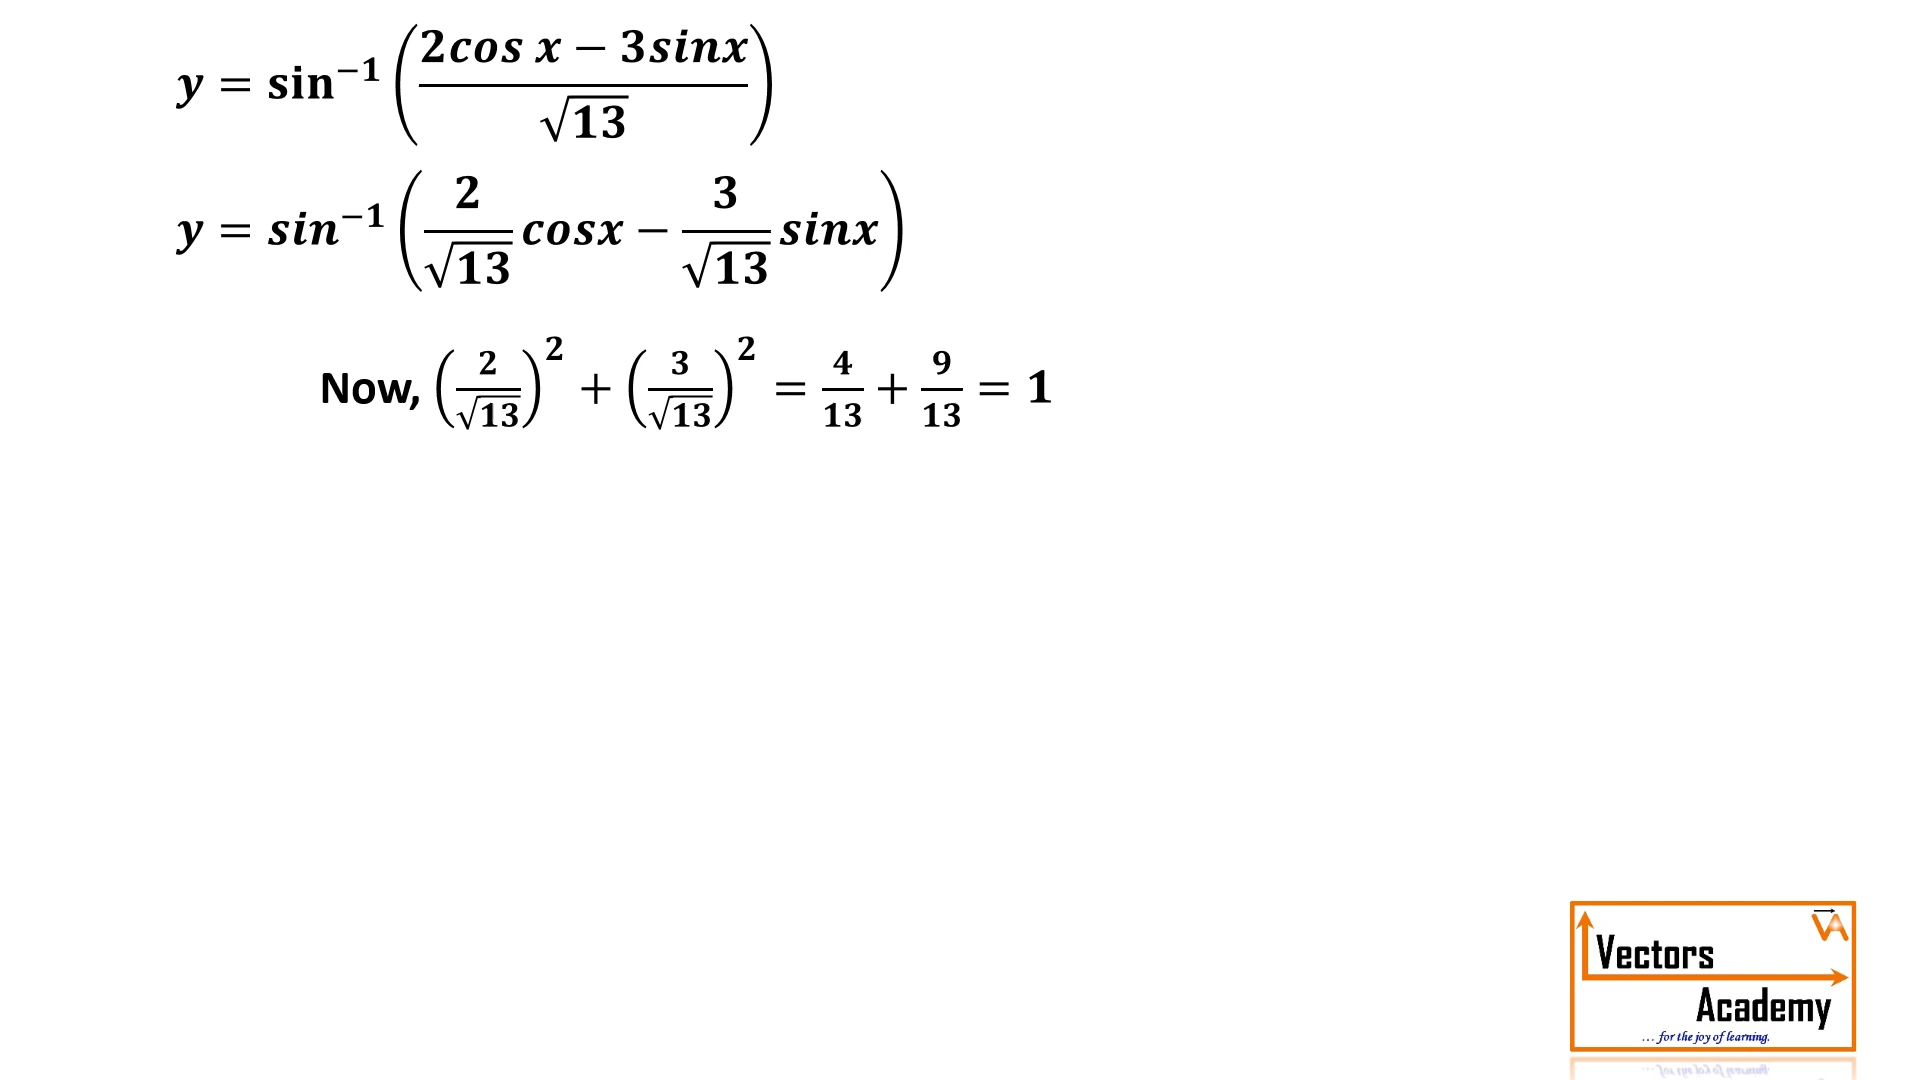 y = sin⁻¹ ((2cos x − 3sinx)/√13)
y = sin⁻¹ (2/√13 cosx − 3/√13 sinx)
Now, (2/√13)² + (3/√13)² = 4/13 + 9/13 = 1
VA
Vectors
Academy
... for the joy of learning.